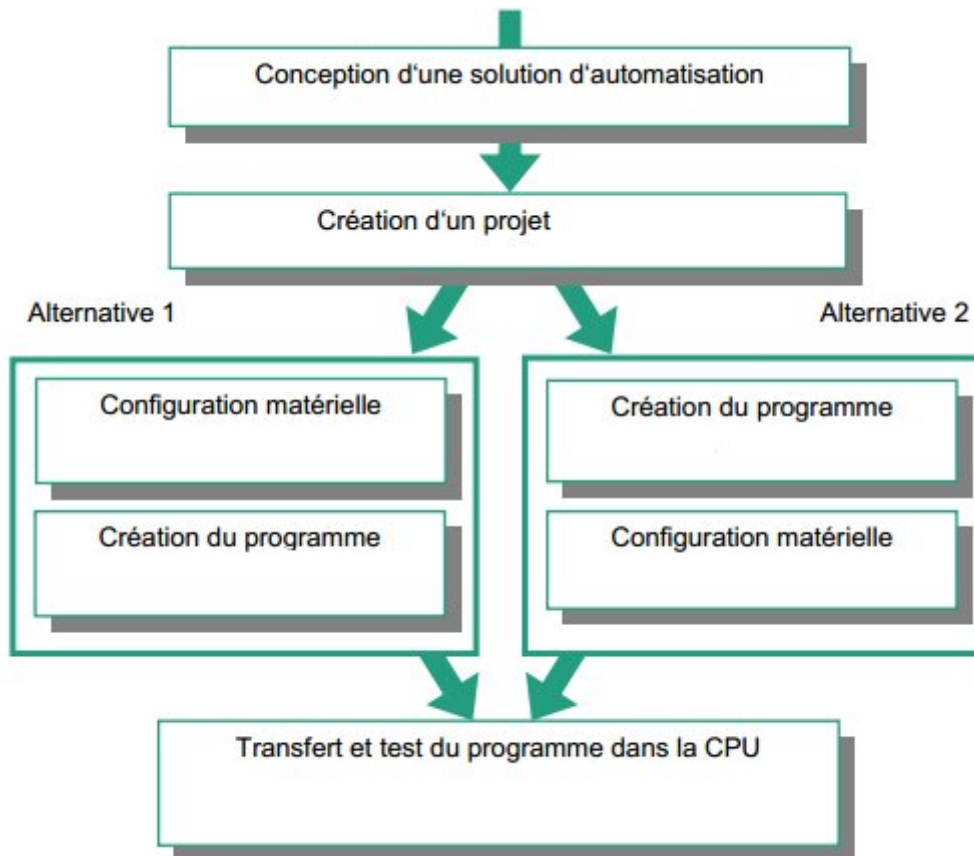 Conception d‘une solution d‘automatisation
Création d‘un projet
Alternative 1
Alternative 2
Configuration matérielle
Création du programme
Création du programme
Configuration matérielle
Transfert et test du programme dans la CPU